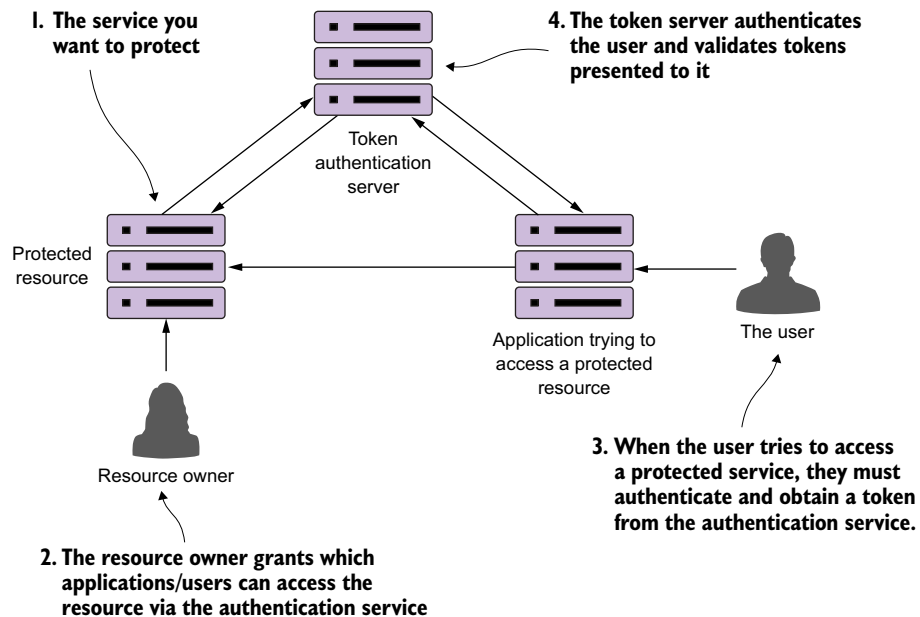 1. The service you
want to protect
4. The token server authenticates
the user and validates tokens
presented to it
Token
authentication
server
Protected
resource
Application trying to
access a protected
resource
The user
Resource owner
3. When the user tries to access
a protected service, they must
authenticate and obtain a token
from the authentication service.
2. The resource owner grants which
applications/users can access the
resource via the authentication service